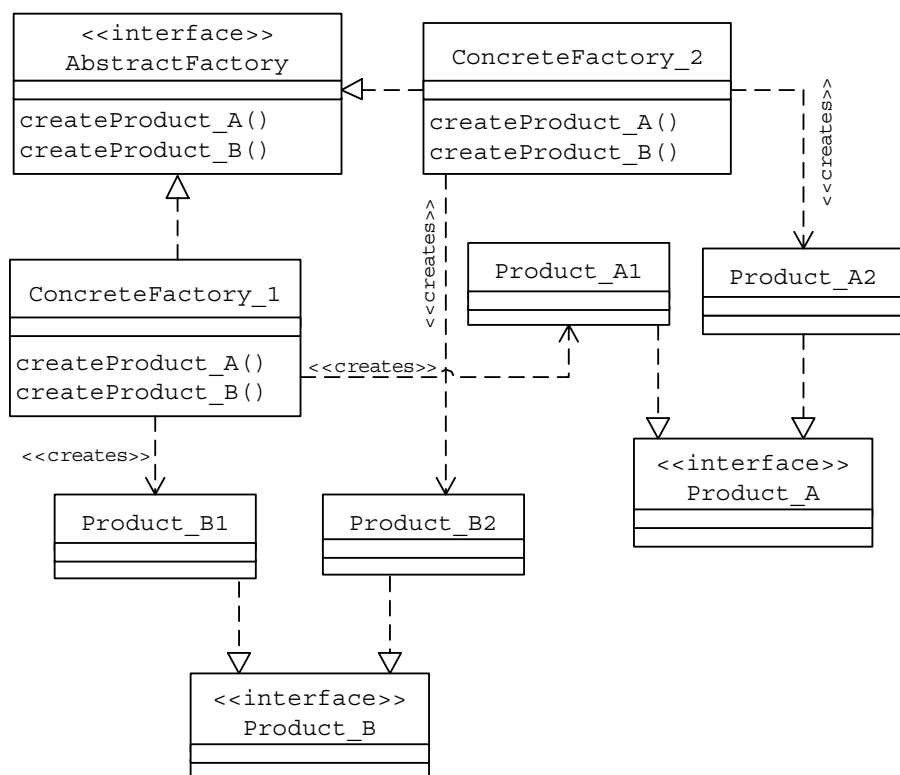 <<interface>>
AbstractFactory
createProduct_A()
createProduct_B()
ConcreteFactory_2
createProduct_A()
createProduct_B()
<<creates>>
<<creates>>
ConcreteFactory_1
createProduct_A()
createProduct_B()
Product_A1
Product_A2
<<creates>>
<<creates>>
<<interface>>
Product_A
Product_B1
Product_B2
<<interface>>
Product_B